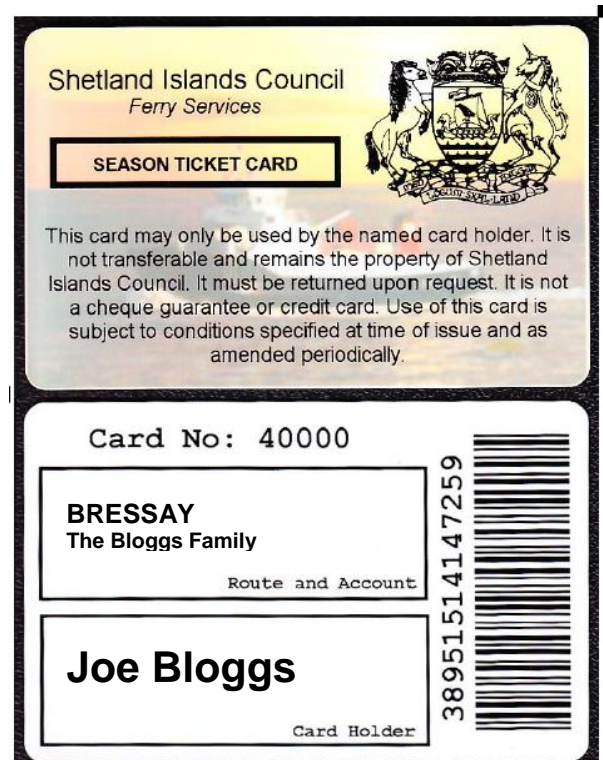 Shetland Islands Council
Ferry Services
SEASON TICKET CARD
This card may only be used by the named card holder. It is
not transferable and remains the property of Shetland
Islands Council. It must be returned upon request. It is not
a cheque guarantee or credit card. Use of this card is
subject to conditions specified at time of issue and as
amended periodically.
Card No: 40000
BRESSAY
The Bloggs Family
Route and Account
Joe Bloggs
Card Holder
3895151414147259